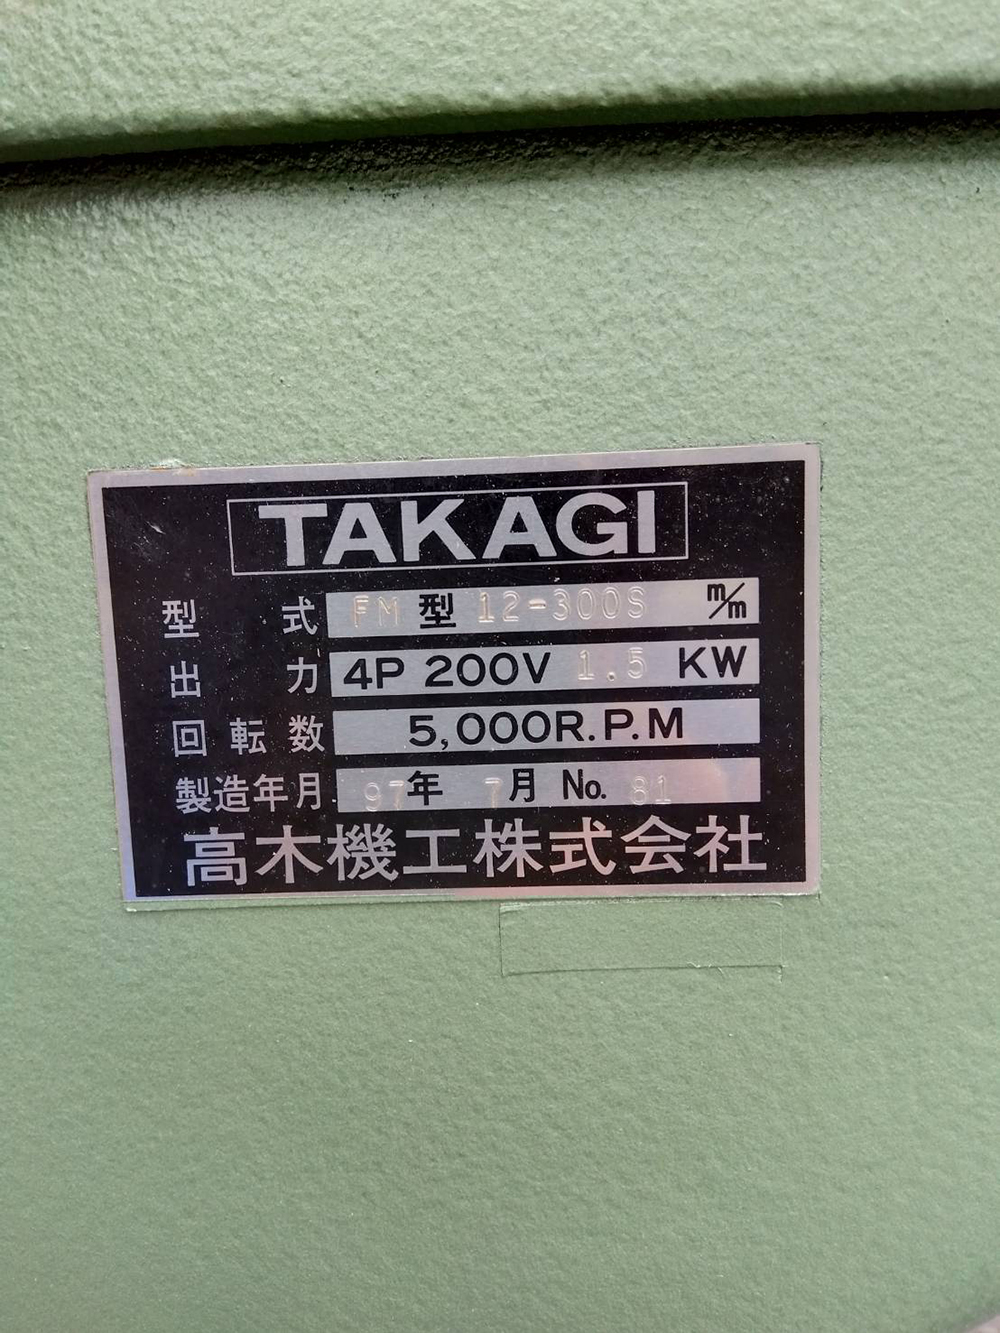 TAKAGI
型式 FM型 12-300S m/m
出力 4P 200V 1.5 KW
回転数 5,000R.P.M
製造年月 97年 7月 No. 81
高木機工株式会社